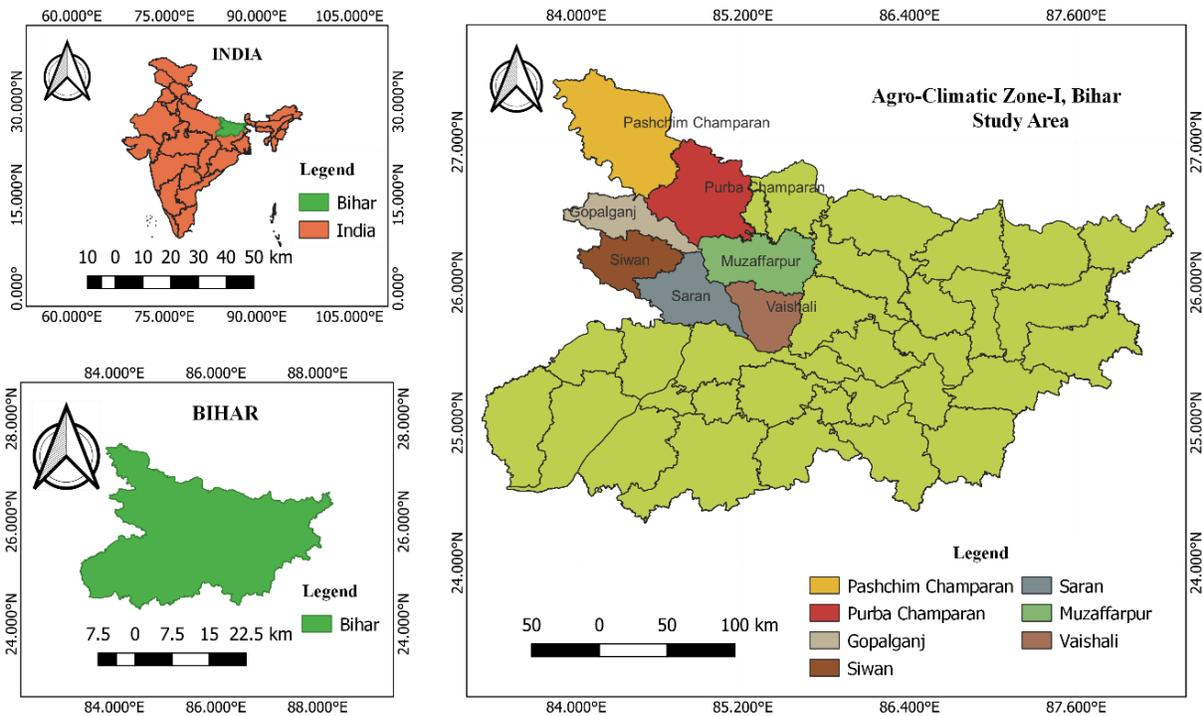 60.000°E 75.000°E 90.000°E 105.000°E
INDIA
30.000°N
15.000°N
0.000°
30.000°N
15.000°N
0.000°
Legend
Bihar
India
10 0 10 20 30 40 50 km
60.000°E 75.000°E 90.000°E 105.000°E
84.000°E 86.000°E 88.000°E
BIHAR
28.000°N
26.000°N
24.000°N
28.000°N
26.000°N
24.000°N
Legend
Bihar
7.5 0 7.5 15 22.5 km
84.000°E 86.000°E 88.000°E
84.000°E 85.200°E 86.400°E 87.600°E
Agro-Climatic Zone-I, Bihar
Study Area
27.000°N
26.000°N
25.000°N
24.000°N
27.000°N
26.000°N
25.000°N
24.000°N
Pashchim Champaran
Purba Champaran
Gopalganj
Siwan
Muzaffarpur
Saran
Vaishali
Legend
Pashchim Champaran
Purba Champaran
Gopalganj
Siwan
Saran
Muzaffarpur
Vaishali
50 0 50 100 km
84.000°E 85.200°E 86.400°E 87.600°E